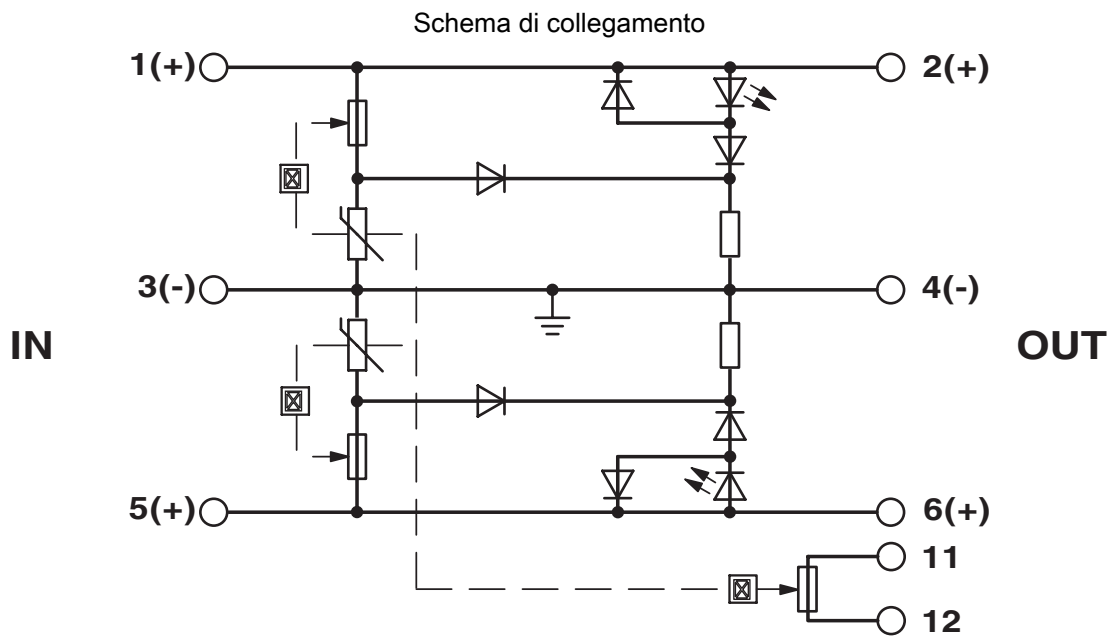 Schema di collegamento
1(+)
2(+)
3(-)
4(-)
IN
OUT
5(+)
6(+)
11
12